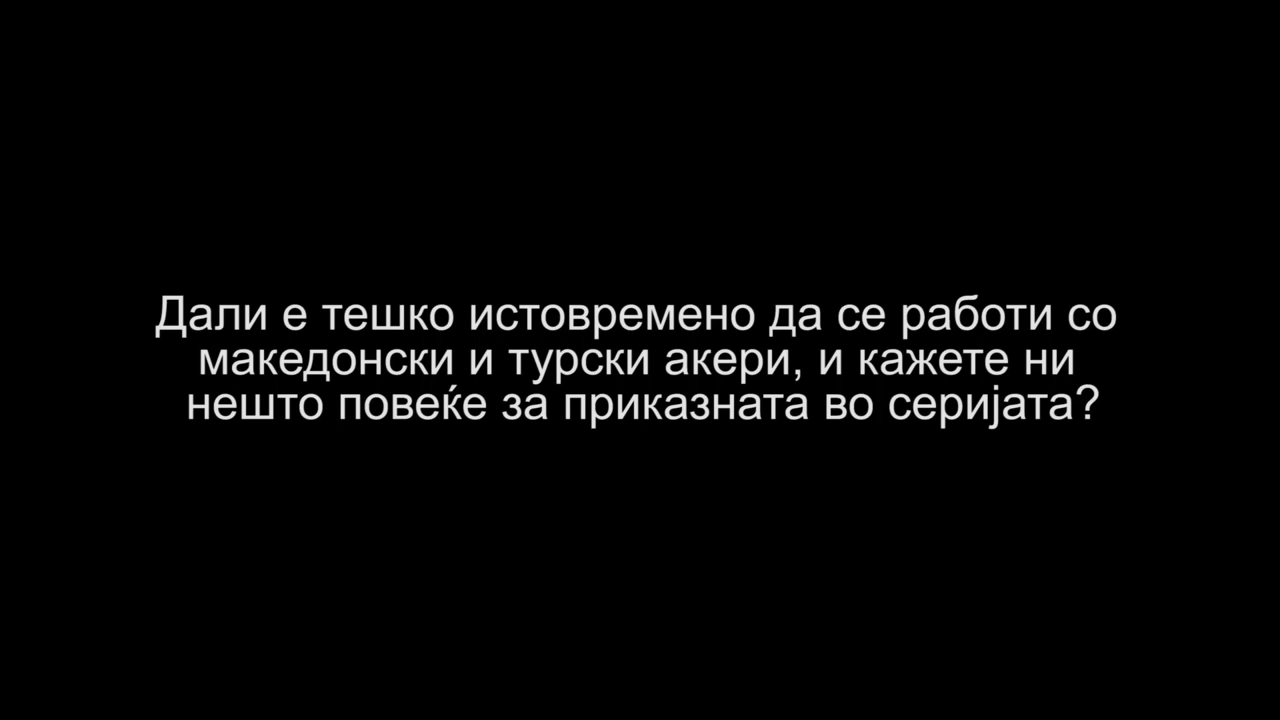 Дали е тешко истовремено да се работи со
македонски и турски акери, и кажете ни
нешто повеќе за приказната во серијата?